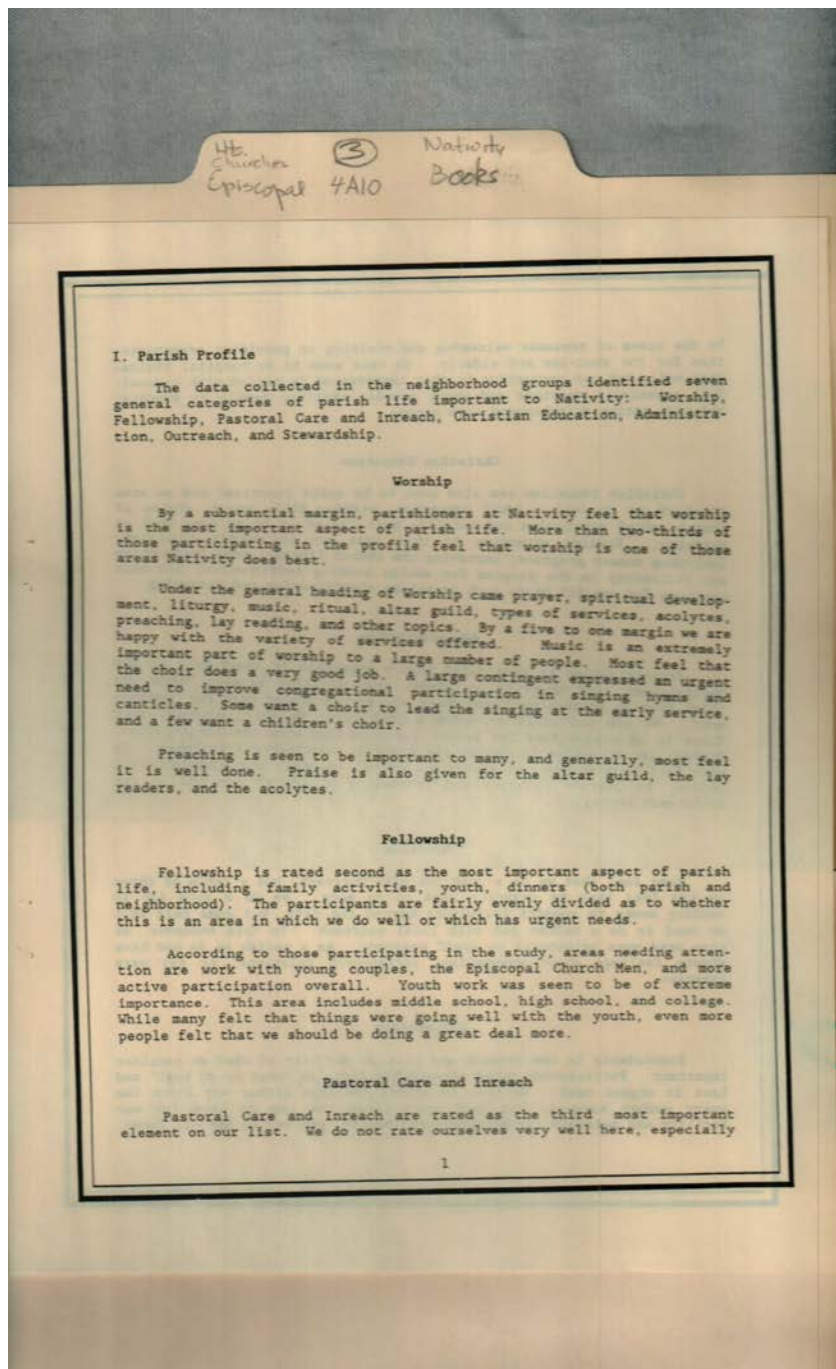 Ht. Churches Episcopal
③
4A10
Nativity
Books
I. Parish Profile
The data collected in the neighborhood groups identified seven
general categories of parish life important to Nativity: Worship,
Fellowship, Pastoral Care and Inreach, Christian Education, Administra-
tion, Outreach, and Stewardship.
Worship
By a substantial margin, parishioners at Nativity feel that worship
is the most important aspect of parish life. More than two-thirds of
those participating in the profile feel that worship is one of those
areas Nativity does best.
Under the general heading of Worship came prayer, spiritual develop-
ment, liturgy, music, ritual, altar guild, types of services, acolytes,
preaching, lay reading, and other topics. By a five to one margin we are
happy with the variety of services offered. Music is an extremely
important part of worship to a large number of people. Most feel that
the choir does a very good job. A large contingent expressed an urgent
need to improve congregational participation in singing hymns and
canticles. Some want a choir to lead the singing at the early service,
and a few want a children's choir.
Preaching is seen to be important to many, and generally, most feel
it is well done. Praise is also given for the altar guild, the lay
readers, and the acolytes.
Fellowship
Fellowship is rated second as the most important aspect of parish
life, including family activities, youth, dinners (both parish and
neighborhood). The participants are fairly evenly divided as to whether
this is an area in which we do well or which has urgent needs.
According to those participating in the study, areas needing atten-
tion are work with young couples, the Episcopal Church Men, and more
active participation overall. Youth work was seen to be of extreme
importance. This area includes middle school, high school, and college.
While many felt that things were going well with the youth, even more
people felt that we should be doing a great deal more.
Pastoral Care and Inreach
Pastoral Care and Inreach are rated as the third most important
element on our list. We do not rate ourselves very well here, especially
1